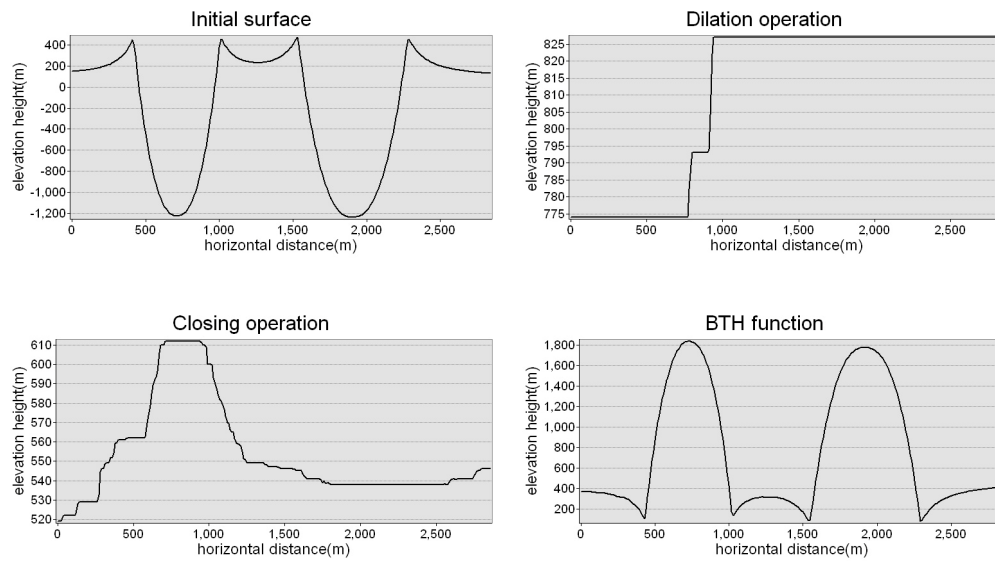 Initial surface
400
200
0
-200
-400
-600
-800
-1,000
-1,200
elevation height(m)
0 500 1,000 1,500 2,000 2,500
horizontal distance(m)
Dilation operation
825
820
815
810
805
800
795
790
785
780
775
elevation height(m)
0 500 1,000 1,500 2,000 2,500
horizontal distance(m)
Closing operation
610
600
590
580
570
560
550
540
530
520
elevation height(m)
0 500 1,000 1,500 2,000 2,500
horizontal distance(m)
BTH function
1,800
1,600
1,400
1,200
1,000
800
600
400
200
elevation height(m)
0 500 1,000 1,500 2,000 2,500
horizontal distance(m)